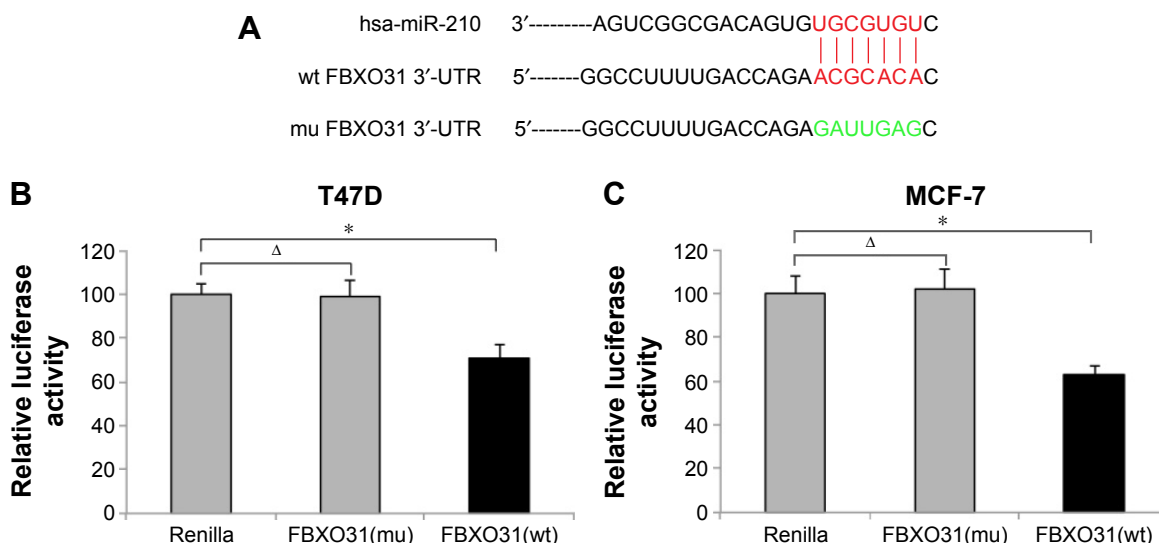 A
hsa-miR-210 3′---------AGUCGGCGACAGUGUGCGUGUC
wt FBXO31 3′-UTR 5′-------GGCCUUUUGACCAGAACGCACAC
mu FBXO31 3′-UTR 5′-------GGCCUUUUGACCAGAGAUUGAGC
B
T47D
*
Δ
Relative luciferase
activity
120
100
80
60
40
20
0
Renilla FBXO31(mu) FBXO31(wt)
C
MCF-7
*
Δ
Relative luciferase
activity
120
100
80
60
40
20
0
Renilla FBXO31(mu) FBXO31(wt)